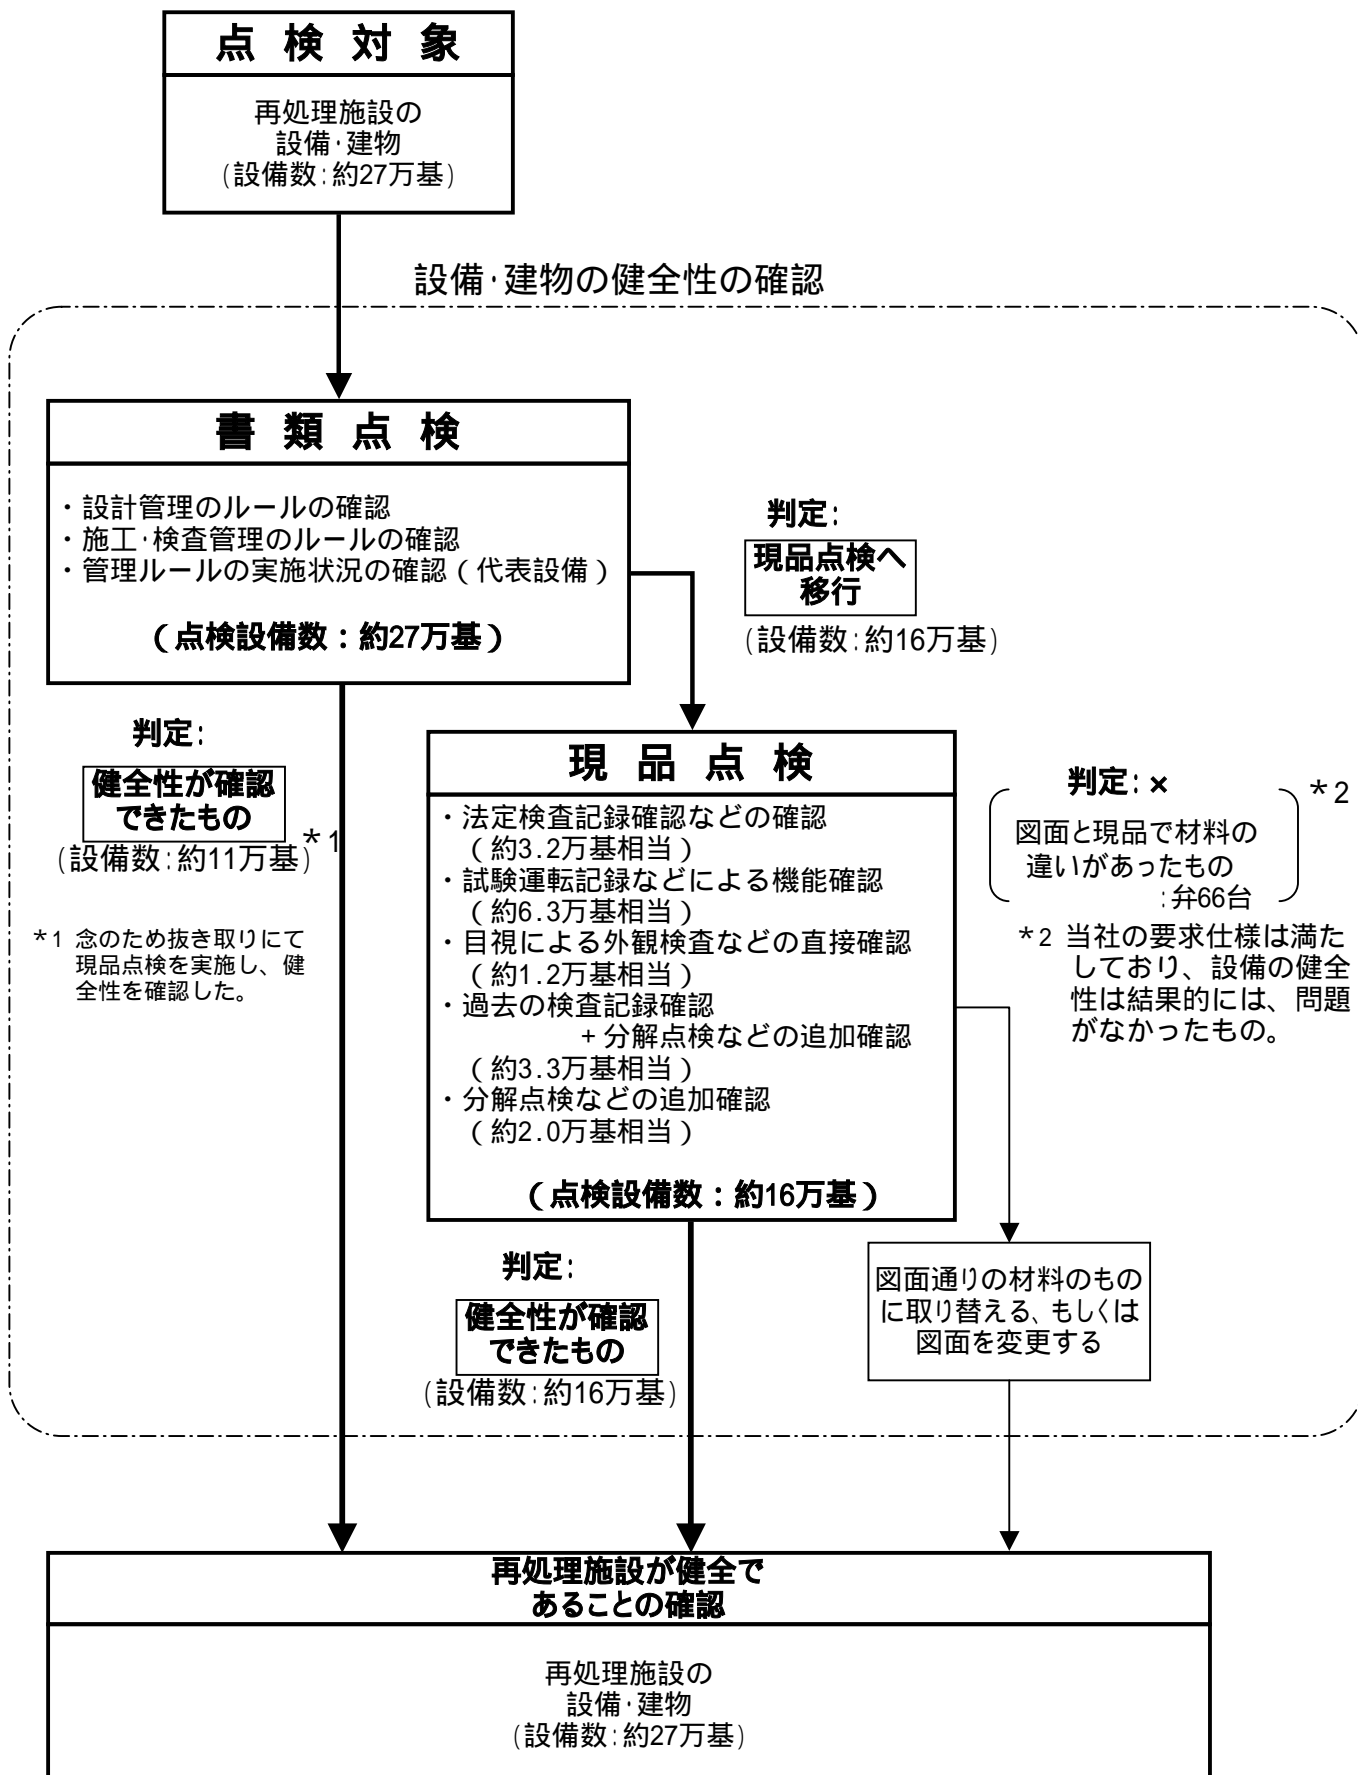 点検対象
再処理施設の
設備・建物
(設備数:約27万基)
設備・建物の健全性の確認
書類点検
・設計管理のルールの確認
・施工・検査管理のルールの確認
・管理ルールの実施状況の確認(代表設備)
(点検設備数:約27万基)
判定:
現品点検へ
移行
(設備数:約16万基)
判定:
健全性が確認
できたもの
(設備数:約11万基)*1
*1 念のため抜き取りにて
現品点検を実施し、健
全性を確認した。
現品点検
・法定検査記録確認などの確認
(約3.2万基相当)
・試験運転記録などによる機能確認
(約6.3万基相当)
・目視による外観検査などの直接確認
(約1.2万基相当)
・過去の検査記録確認
+分解点検などの追加確認
(約3.3万基相当)
・分解点検などの追加確認
(約2.0万基相当)
(点検設備数:約16万基)
判定:×
*2
図面と現品で材料の
違いがあったもの
:弁66台
*2 当社の要求仕様は満た
しており、設備の健全
性は結果的には、問題
がなかったもの。
判定:
健全性が確認
できたもの
(設備数:約16万基)
図面通りの材料のもの
に取り替える、もしくは
図面を変更する
再処理施設が健全で
あることの確認
再処理施設の
設備・建物
(設備数:約27万基)